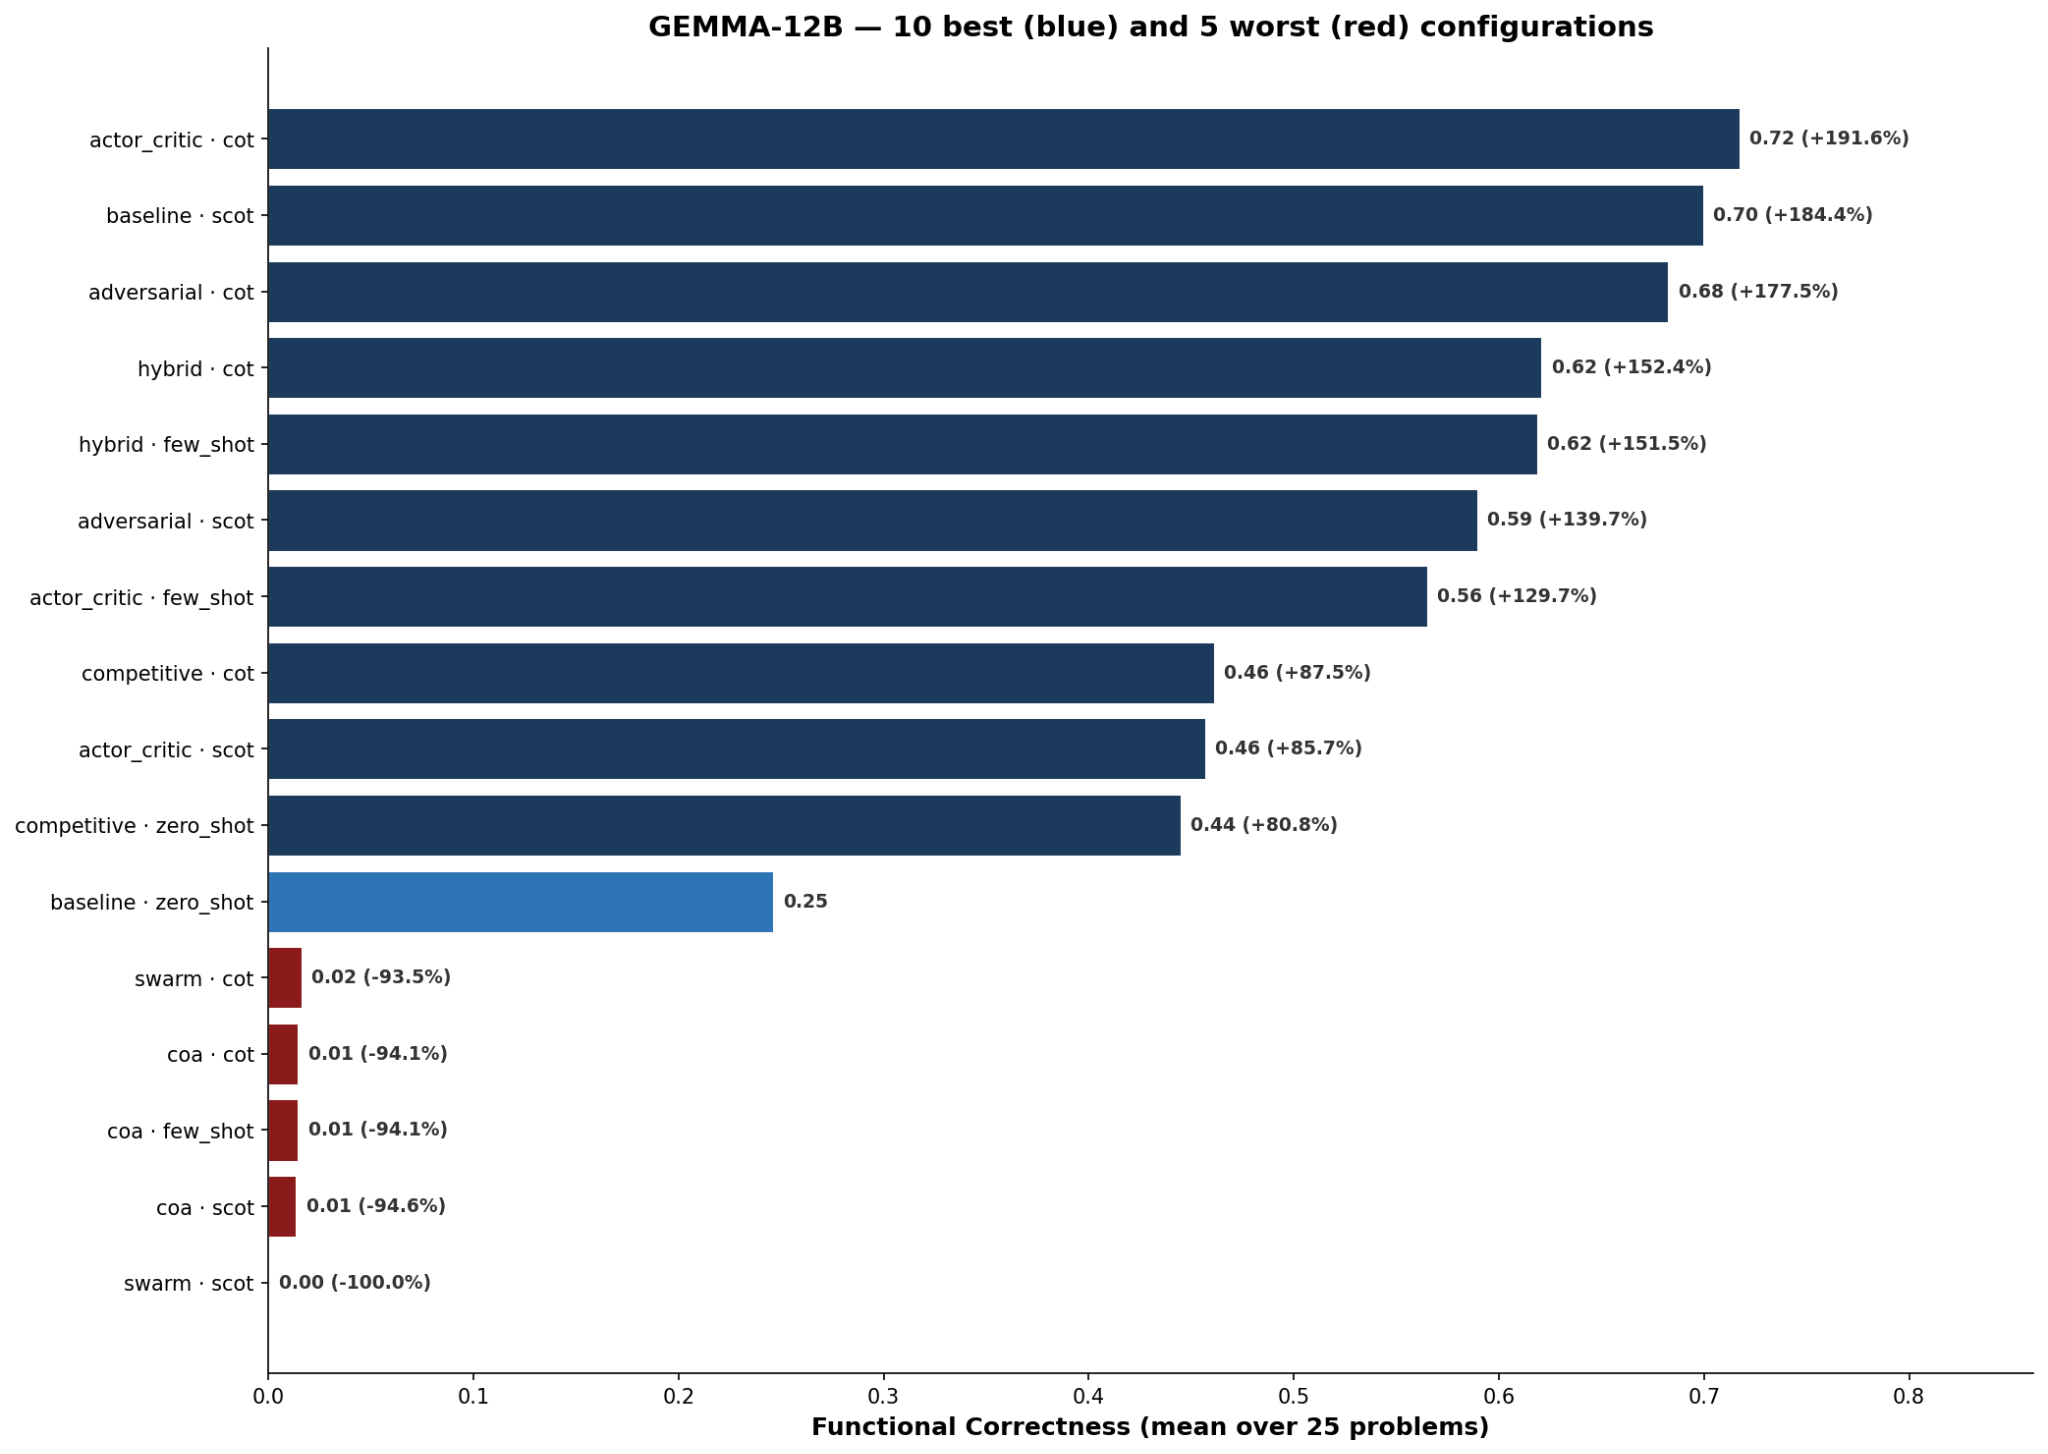 GEMMA-12B — 10 best (blue) and 5 worst (red) configurations
actor_critic · cot 0.72 (+191.6%)
baseline · scot 0.70 (+184.4%)
adversarial · cot 0.68 (+177.5%)
hybrid · cot 0.62 (+152.4%)
hybrid · few_shot 0.62 (+151.5%)
adversarial · scot 0.59 (+139.7%)
actor_critic · few_shot 0.56 (+129.7%)
competitive · cot 0.46 (+87.5%)
actor_critic · scot 0.46 (+85.7%)
competitive · zero_shot 0.44 (+80.8%)
baseline · zero_shot 0.25
swarm · cot 0.02 (-93.5%)
coa · cot 0.01 (-94.1%)
coa · few_shot 0.01 (-94.1%)
coa · scot 0.01 (-94.6%)
swarm · scot 0.00 (-100.0%)
0.0 0.1 0.2 0.3 0.4 0.5 0.6 0.7 0.8
Functional Correctness (mean over 25 problems)